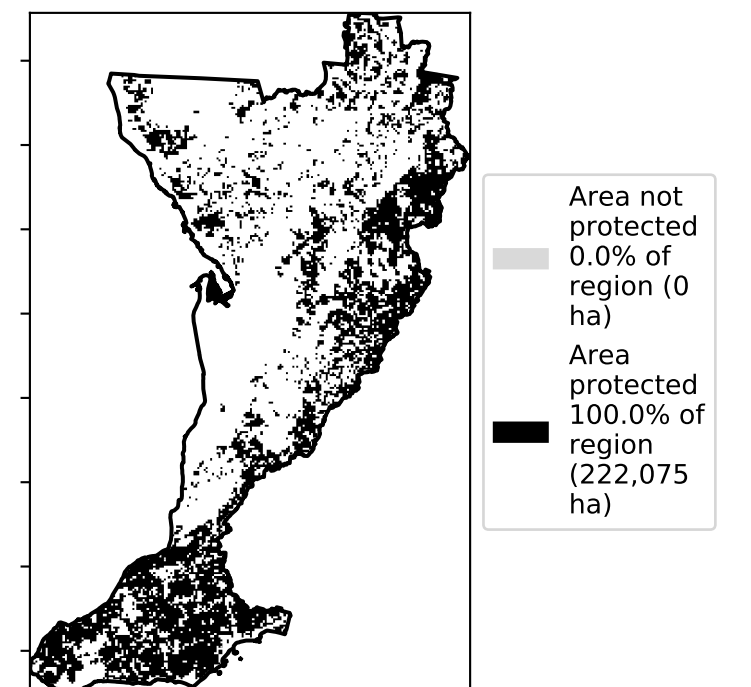 Area not
protected
0.0% of
region (0
ha)
Area
protected
100.0% of
region
(222,075
ha)